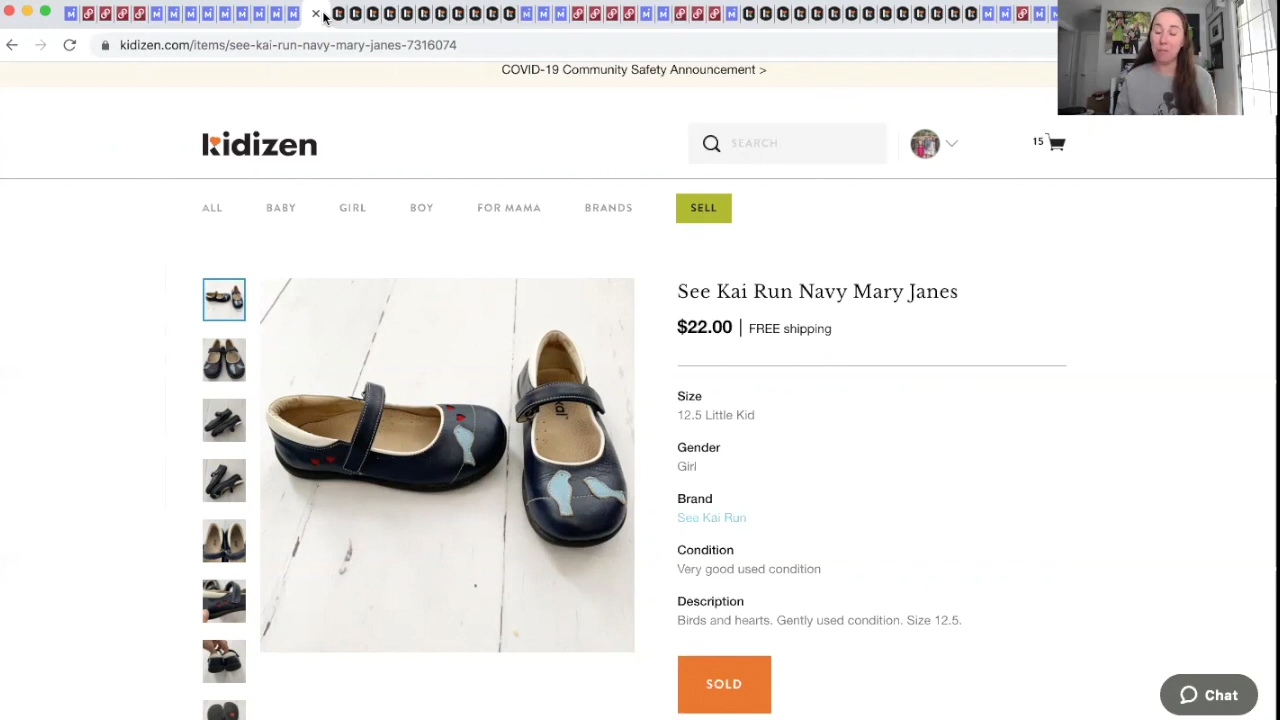 kidizen.com/items/see-kai-run-navy-mary-janes-7316074
COVID-19 Community Safety Announcement >
kidizen
SEARCH
15
ALL BABY GIRL BOY FOR MAMA BRANDS SELL
See Kai Run Navy Mary Janes
$22.00 | FREE shipping
Size
12.5 Little Kid
Gender
Girl
Brand
See Kai Run
Condition
Very good used condition
Description
Birds and hearts. Gently used condition. Size 12.5.
SOLD
Chat